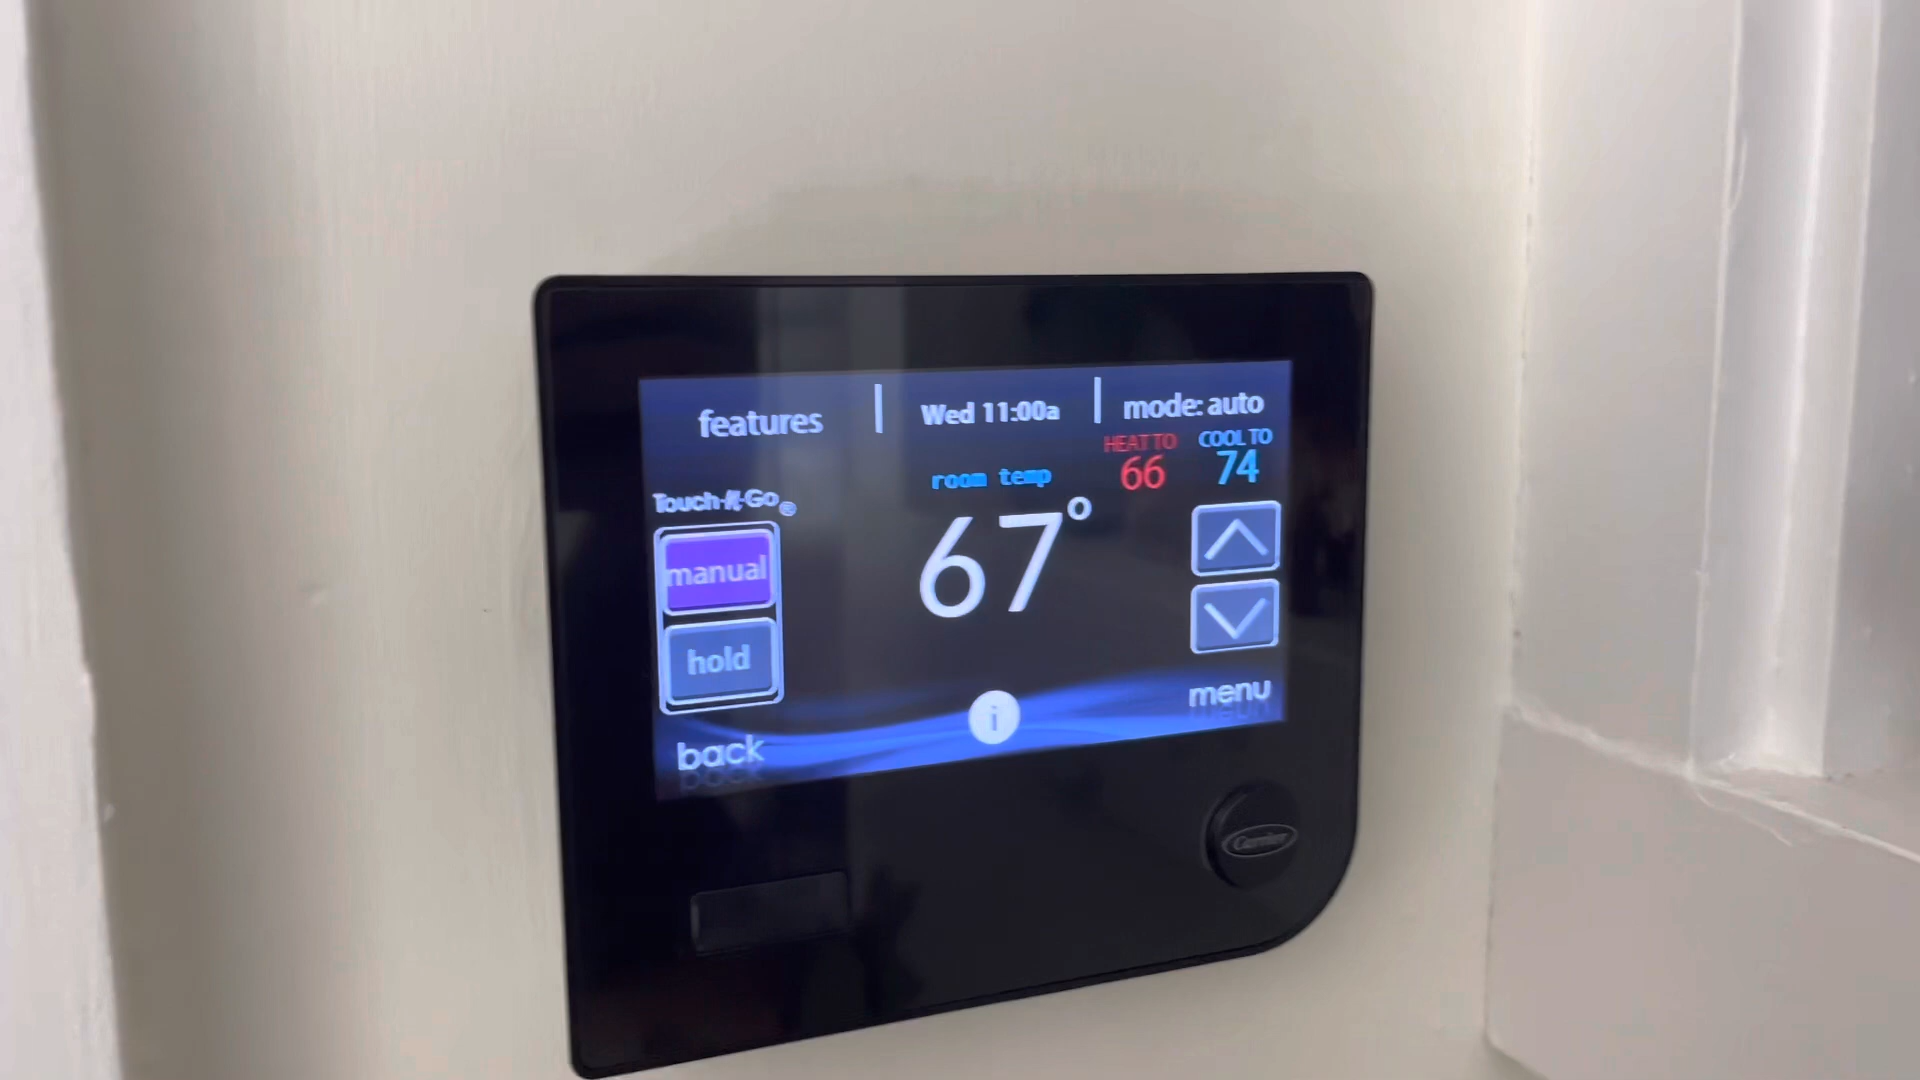 features
Wed 11:00a
mode: auto
HEAT TO
66
COOL TO
74
room temp
67°
Touch-N-Go®
manual
hold
back
i
menu
Carrier